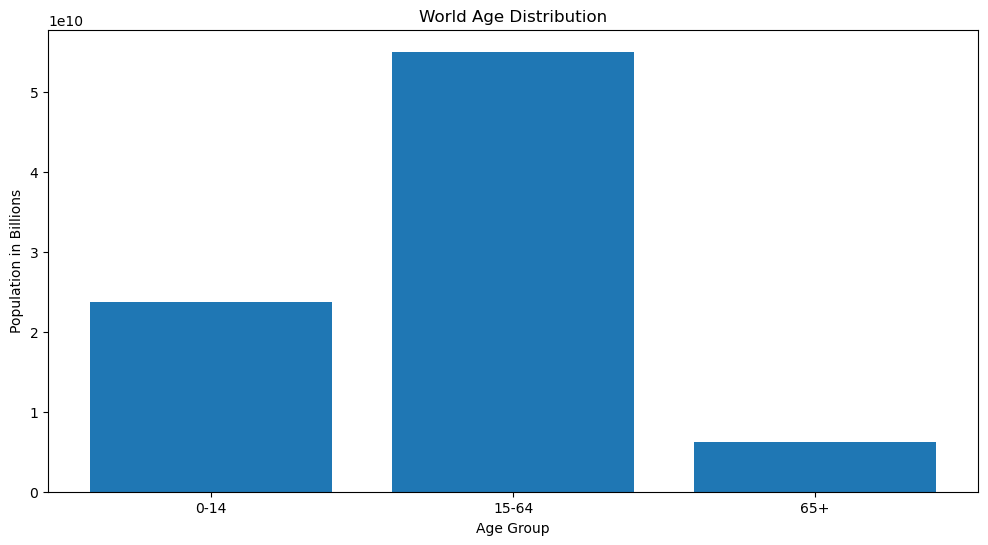 World Age Distribution
1e10
Population in Billions
5
4
3
2
1
0
0-14 15-64 65+
Age Group